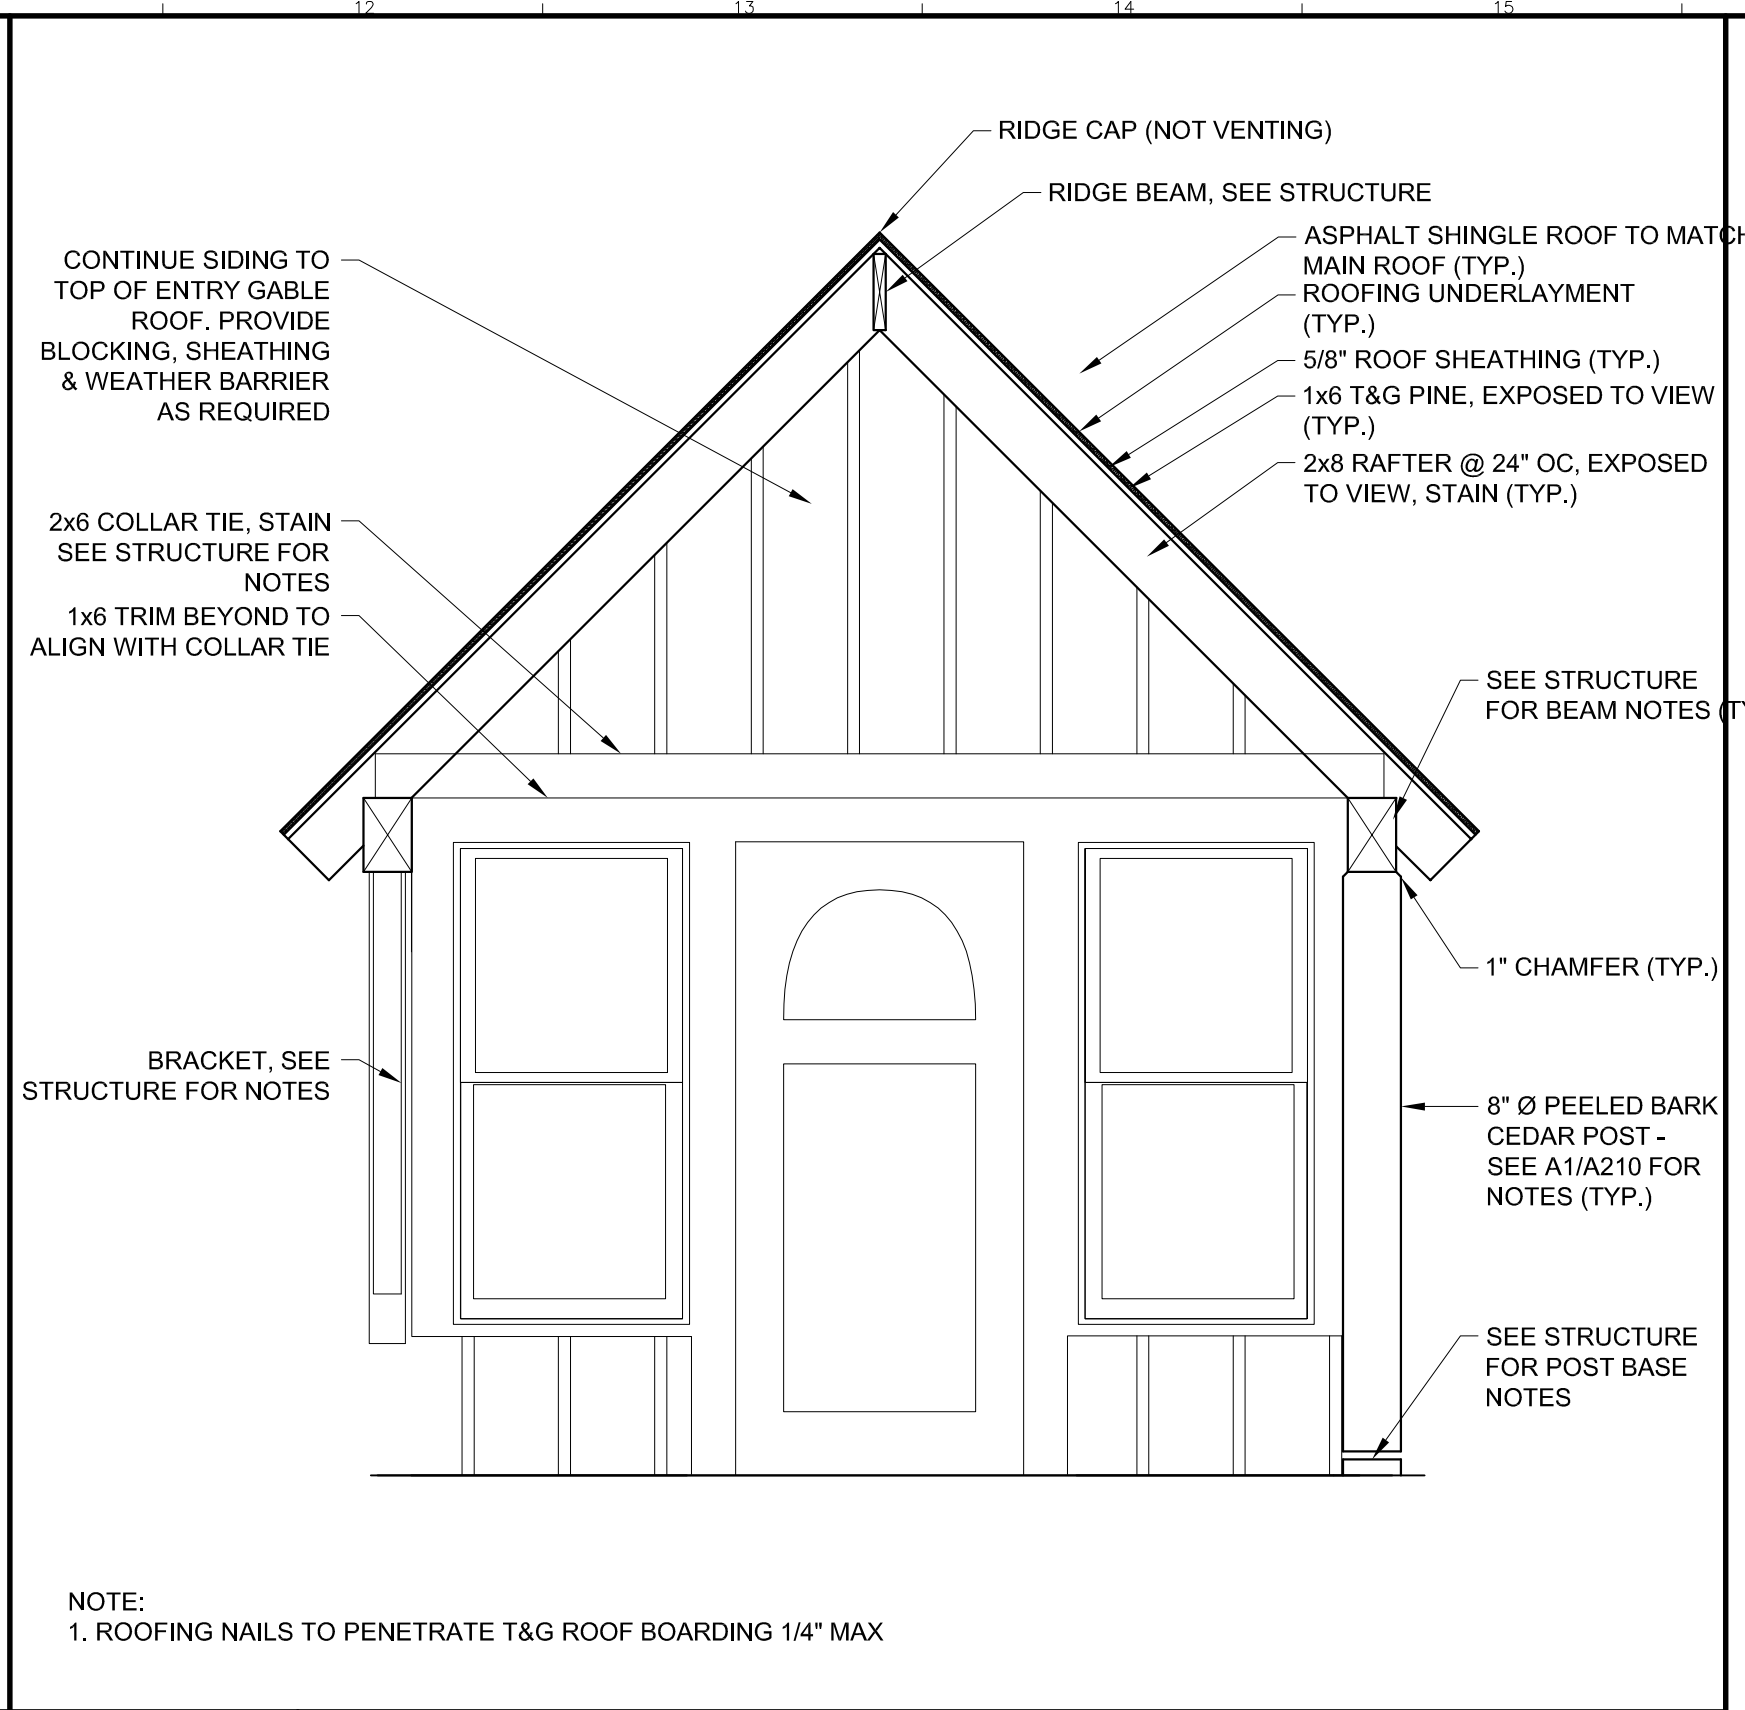 12 13 14 15
RIDGE CAP (NOT VENTING)
RIDGE BEAM, SEE STRUCTURE
ASPHALT SHINGLE ROOF TO MATCH
MAIN ROOF (TYP.)
ROOFING UNDERLAYMENT
(TYP.)
5/8" ROOF SHEATHING (TYP.)
1x6 T&G PINE, EXPOSED TO VIEW
(TYP.)
2x8 RAFTER @ 24" OC, EXPOSED
TO VIEW, STAIN (TYP.)
CONTINUE SIDING TO
TOP OF ENTRY GABLE
ROOF. PROVIDE
BLOCKING, SHEATHING
& WEATHER BARRIER
AS REQUIRED
2x6 COLLAR TIE, STAIN
SEE STRUCTURE FOR
NOTES
1x6 TRIM BEYOND TO
ALIGN WITH COLLAR TIE
SEE STRUCTURE
FOR BEAM NOTES (TY
1" CHAMFER (TYP.)
BRACKET, SEE
STRUCTURE FOR NOTES
8" Ø PEELED BARK
CEDAR POST -
SEE A1/A210 FOR
NOTES (TYP.)
SEE STRUCTURE
FOR POST BASE
NOTES
NOTE:
1. ROOFING NAILS TO PENETRATE T&G ROOF BOARDING 1/4" MAX